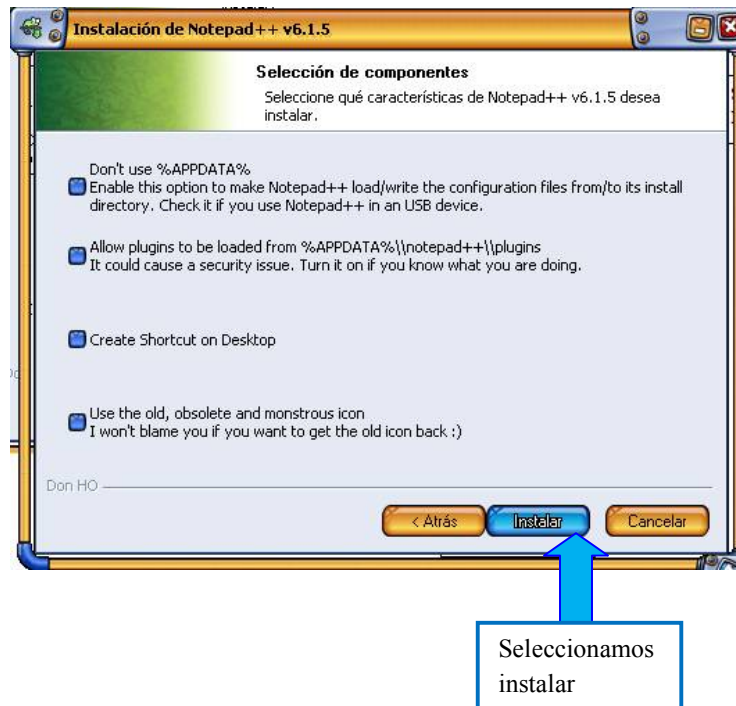 Instalación de Notepad++ v6.1.5
Selección de componentes
Seleccione qué características de Notepad++ v6.1.5 desea
instalar.
Don't use %APPDATA%
Enable this option to make Notepad++ load/write the configuration files from/to its install
directory. Check it if you use Notepad++ in an USB device.
Allow plugins to be loaded from %APPDATA%\\notepad++\\plugins
It could cause a security issue. Turn it on if you know what you are doing.
Create Shortcut on Desktop
Use the old, obsolete and monstrous icon
I won't blame you if you want to get the old icon back :)
Don HO
< Atrás
Instalar
Cancelar
Seleccionamos
instalar